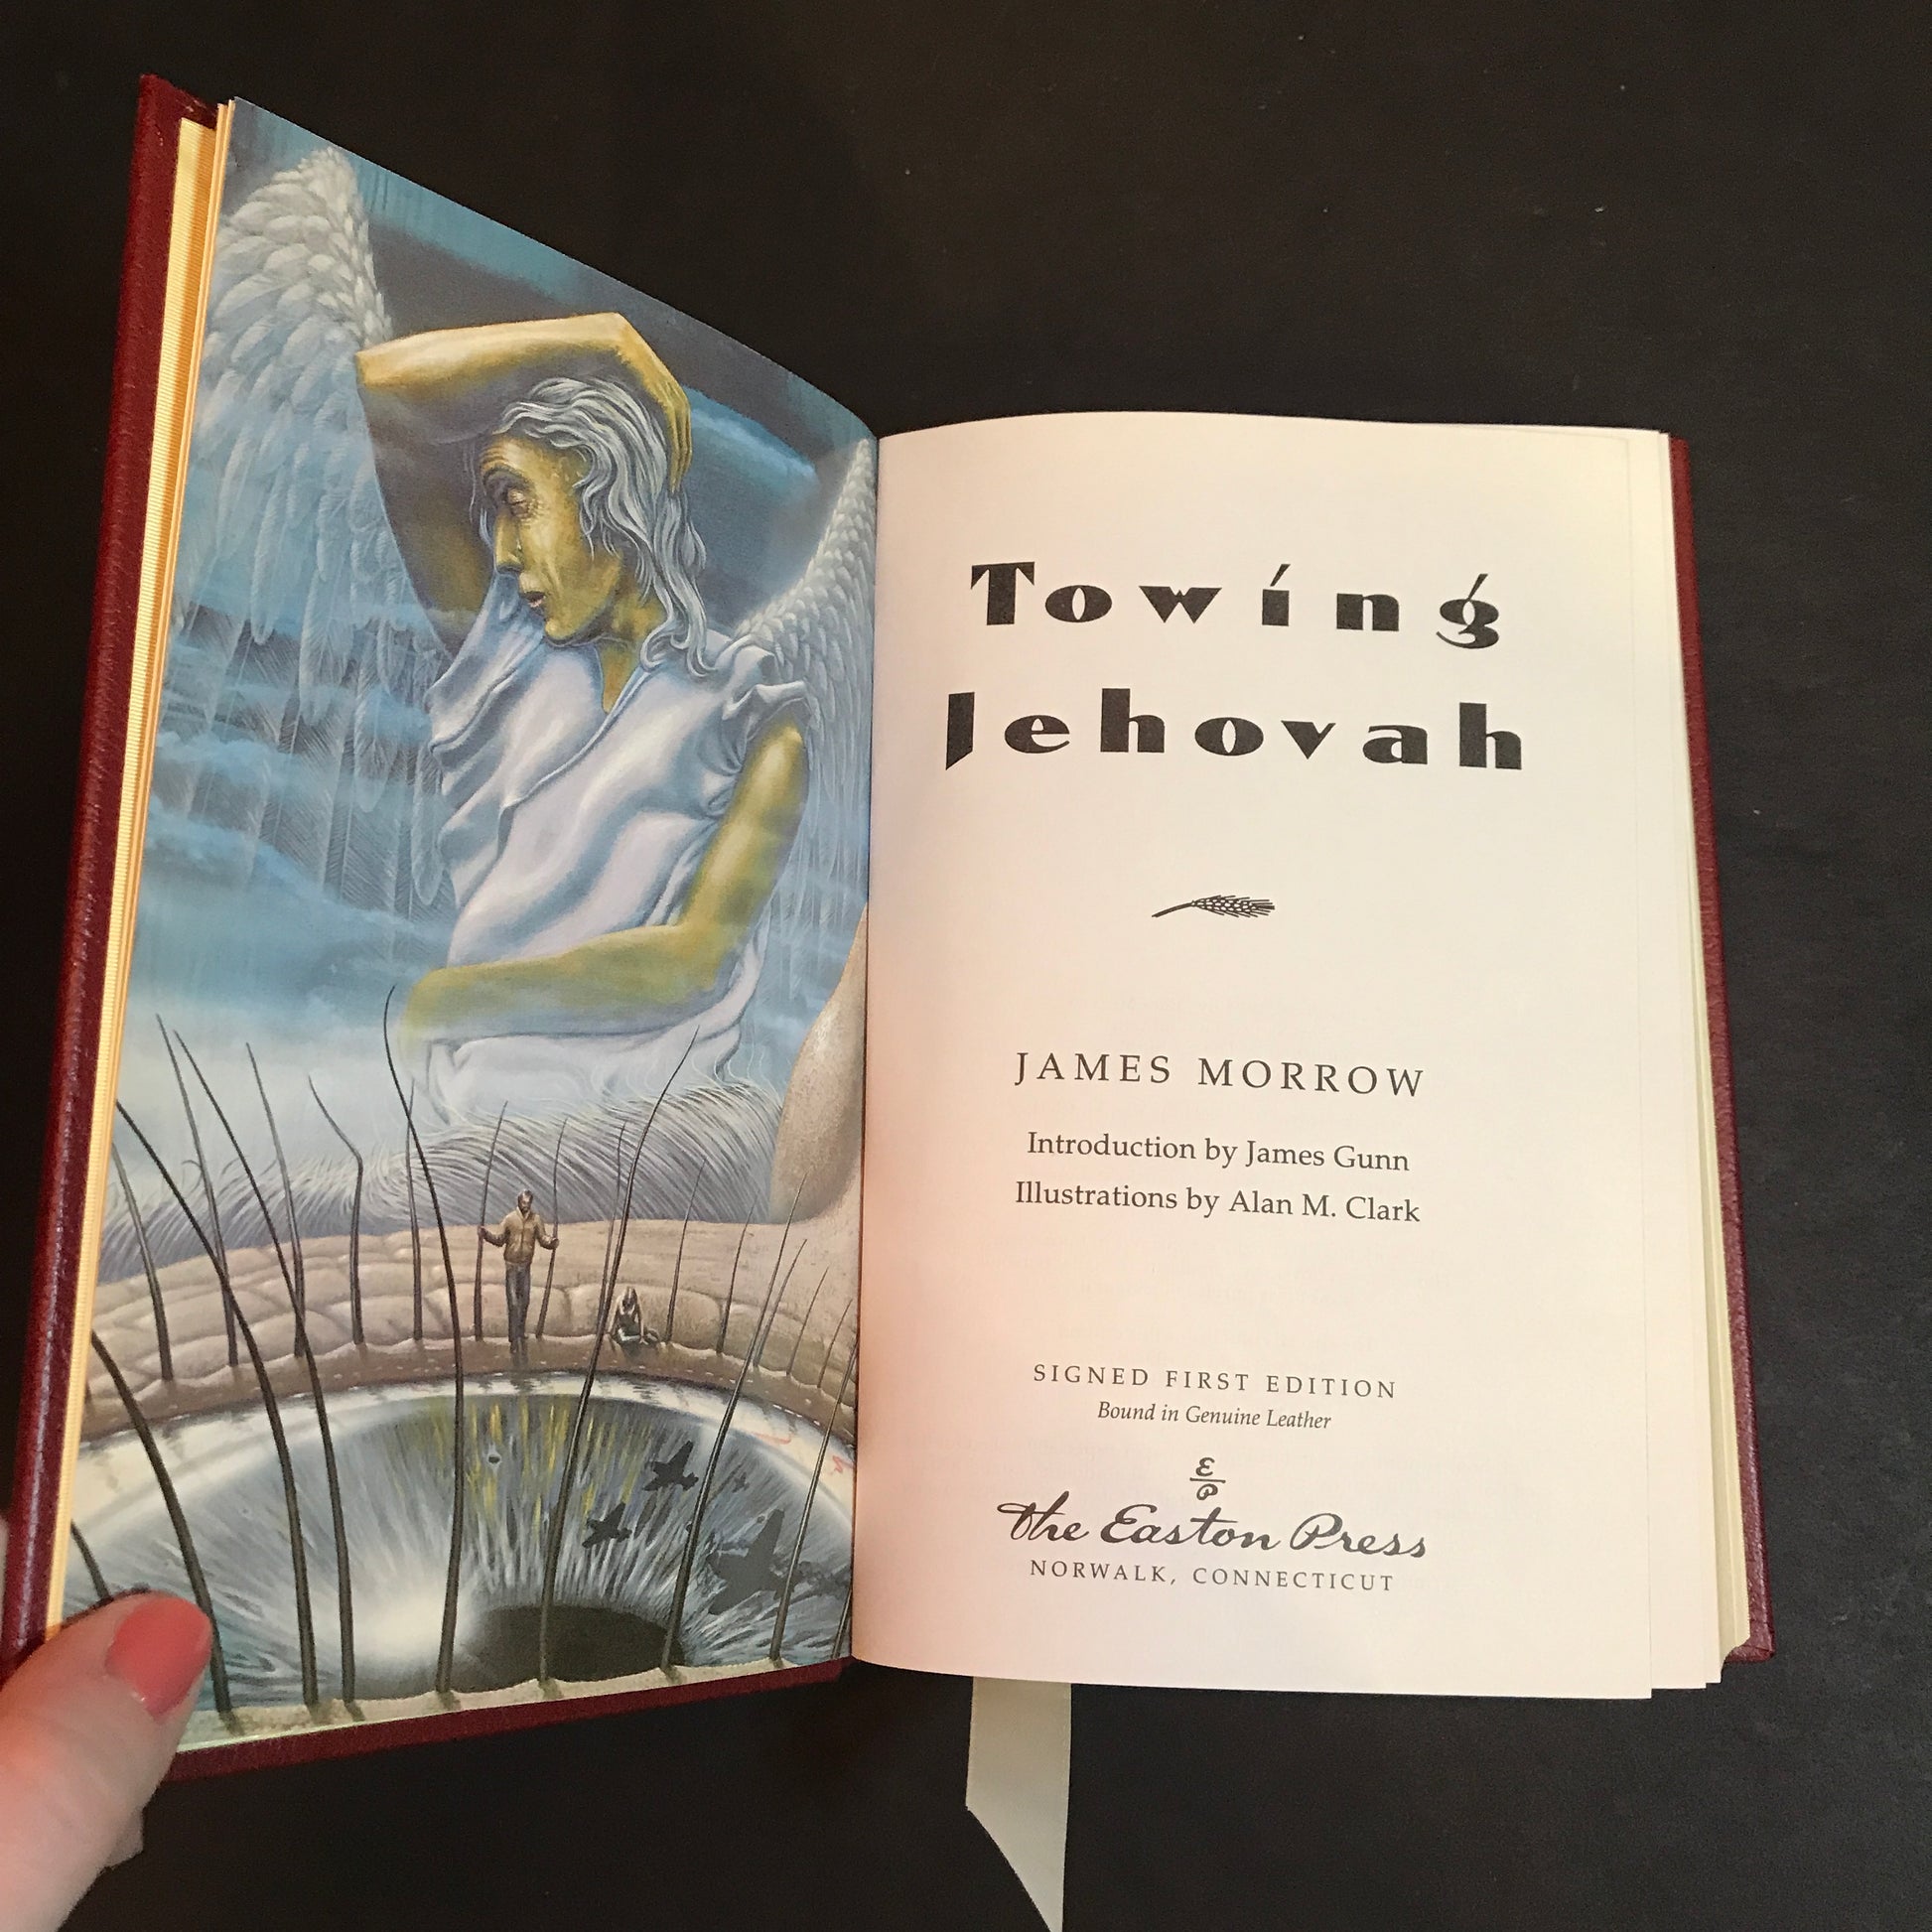 Towing
Jehovah
JAMES MORROW
Introduction by James Gunn
Illustrations by Alan M. Clark
SIGNED FIRST EDITION
Bound in Genuine Leather
E
P
The Easton Press
NORWALK, CONNECTICUT